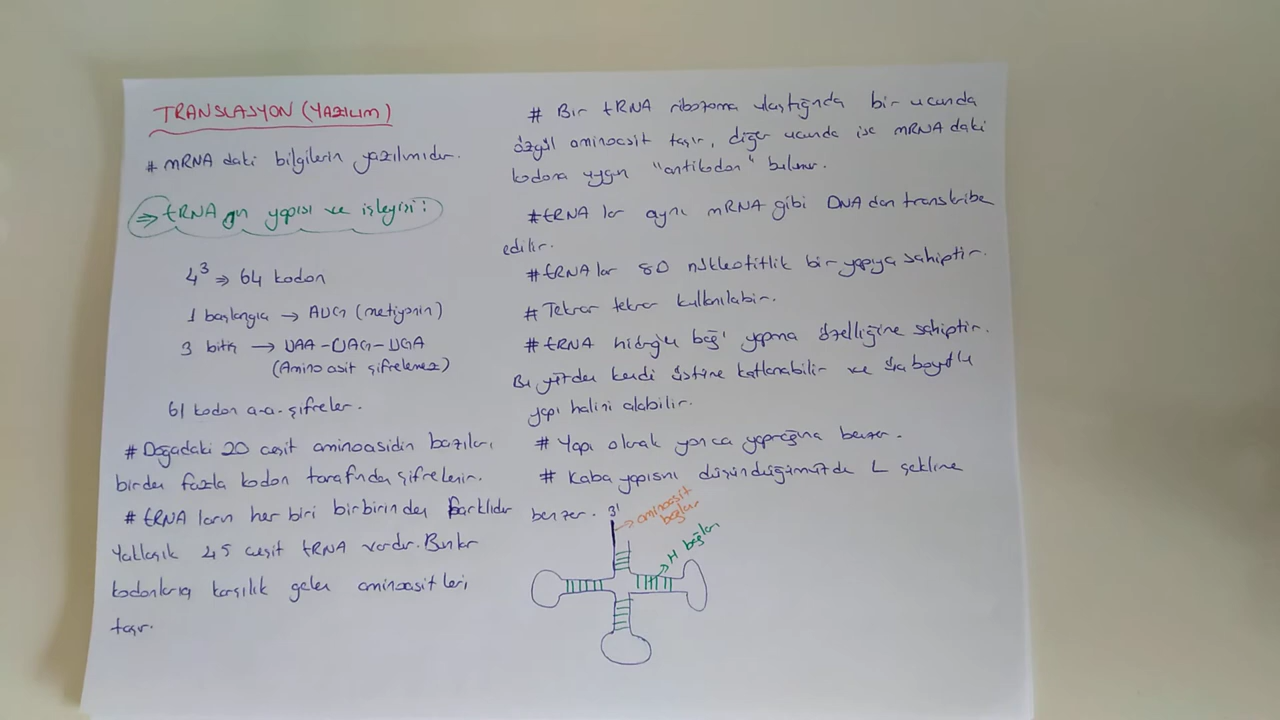 TRANSLASYON (YAZILIM)
# mRNA daki bilgilerin yazılımıdır.
⇒ tRNA nın yapısı ve işleyişi:
4³ ⇒ 64 kodon
1 başlangıç → AUG (metiyonin)
3 bitiş → UAA-UAG-UGA
(Amino asit şifrelemez)
61 kodon a.a. şifreler.
# Doğadaki 20 çeşit aminoasidin bazıları
birden fazla kodon tarafından şifrelenir.
# tRNA ların her biri birbirinden farklıdır
Yaklaşık 45 çeşit tRNA vardır. Bunlar
kodonlara karşılık gelen aminoasitleri
taşır.
# Bir tRNA ribozoma ulaştığında bir ucunda
özgül aminoasit taşır, diğer ucunda ise mRNA daki
kodona uygun "antikodon" bulunur.
# tRNA lar aynı mRNA gibi DNA dan transkribe
edilir.
# tRNA lar 80 nükleotitlik bir yapıya sahiptir.
# Tekrar tekrar kullanılabilir.
# tRNA hidrojen bağı yapma özelliğine sahiptir.
Bu yüzden kendi üstüne katlanabilir ve üç boyutlu
yapı halini alabilir.
# Yapı olarak yonca yaprağına benzer.
# Kaba yapısını düşündüğümüzde L şekline
benzer.
3'
aminoasit
bağlar
H bağları